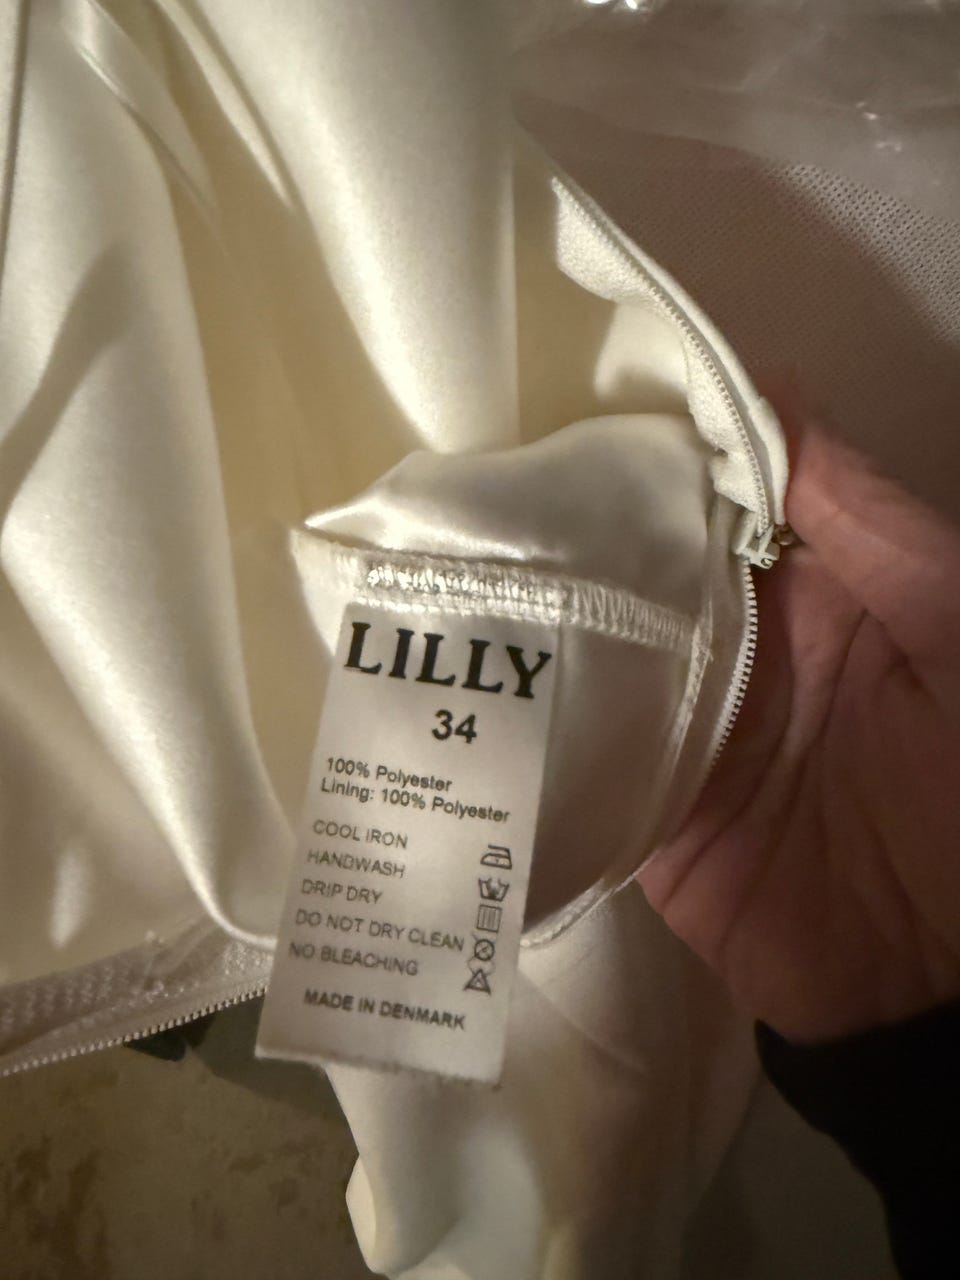 LILLY
34
100% Polyester
Lining: 100% Polyester
COOL IRON
HANDWASH
DRIP DRY
DO NOT DRY CLEAN
NO BLEACHING
MADE IN DENMARK